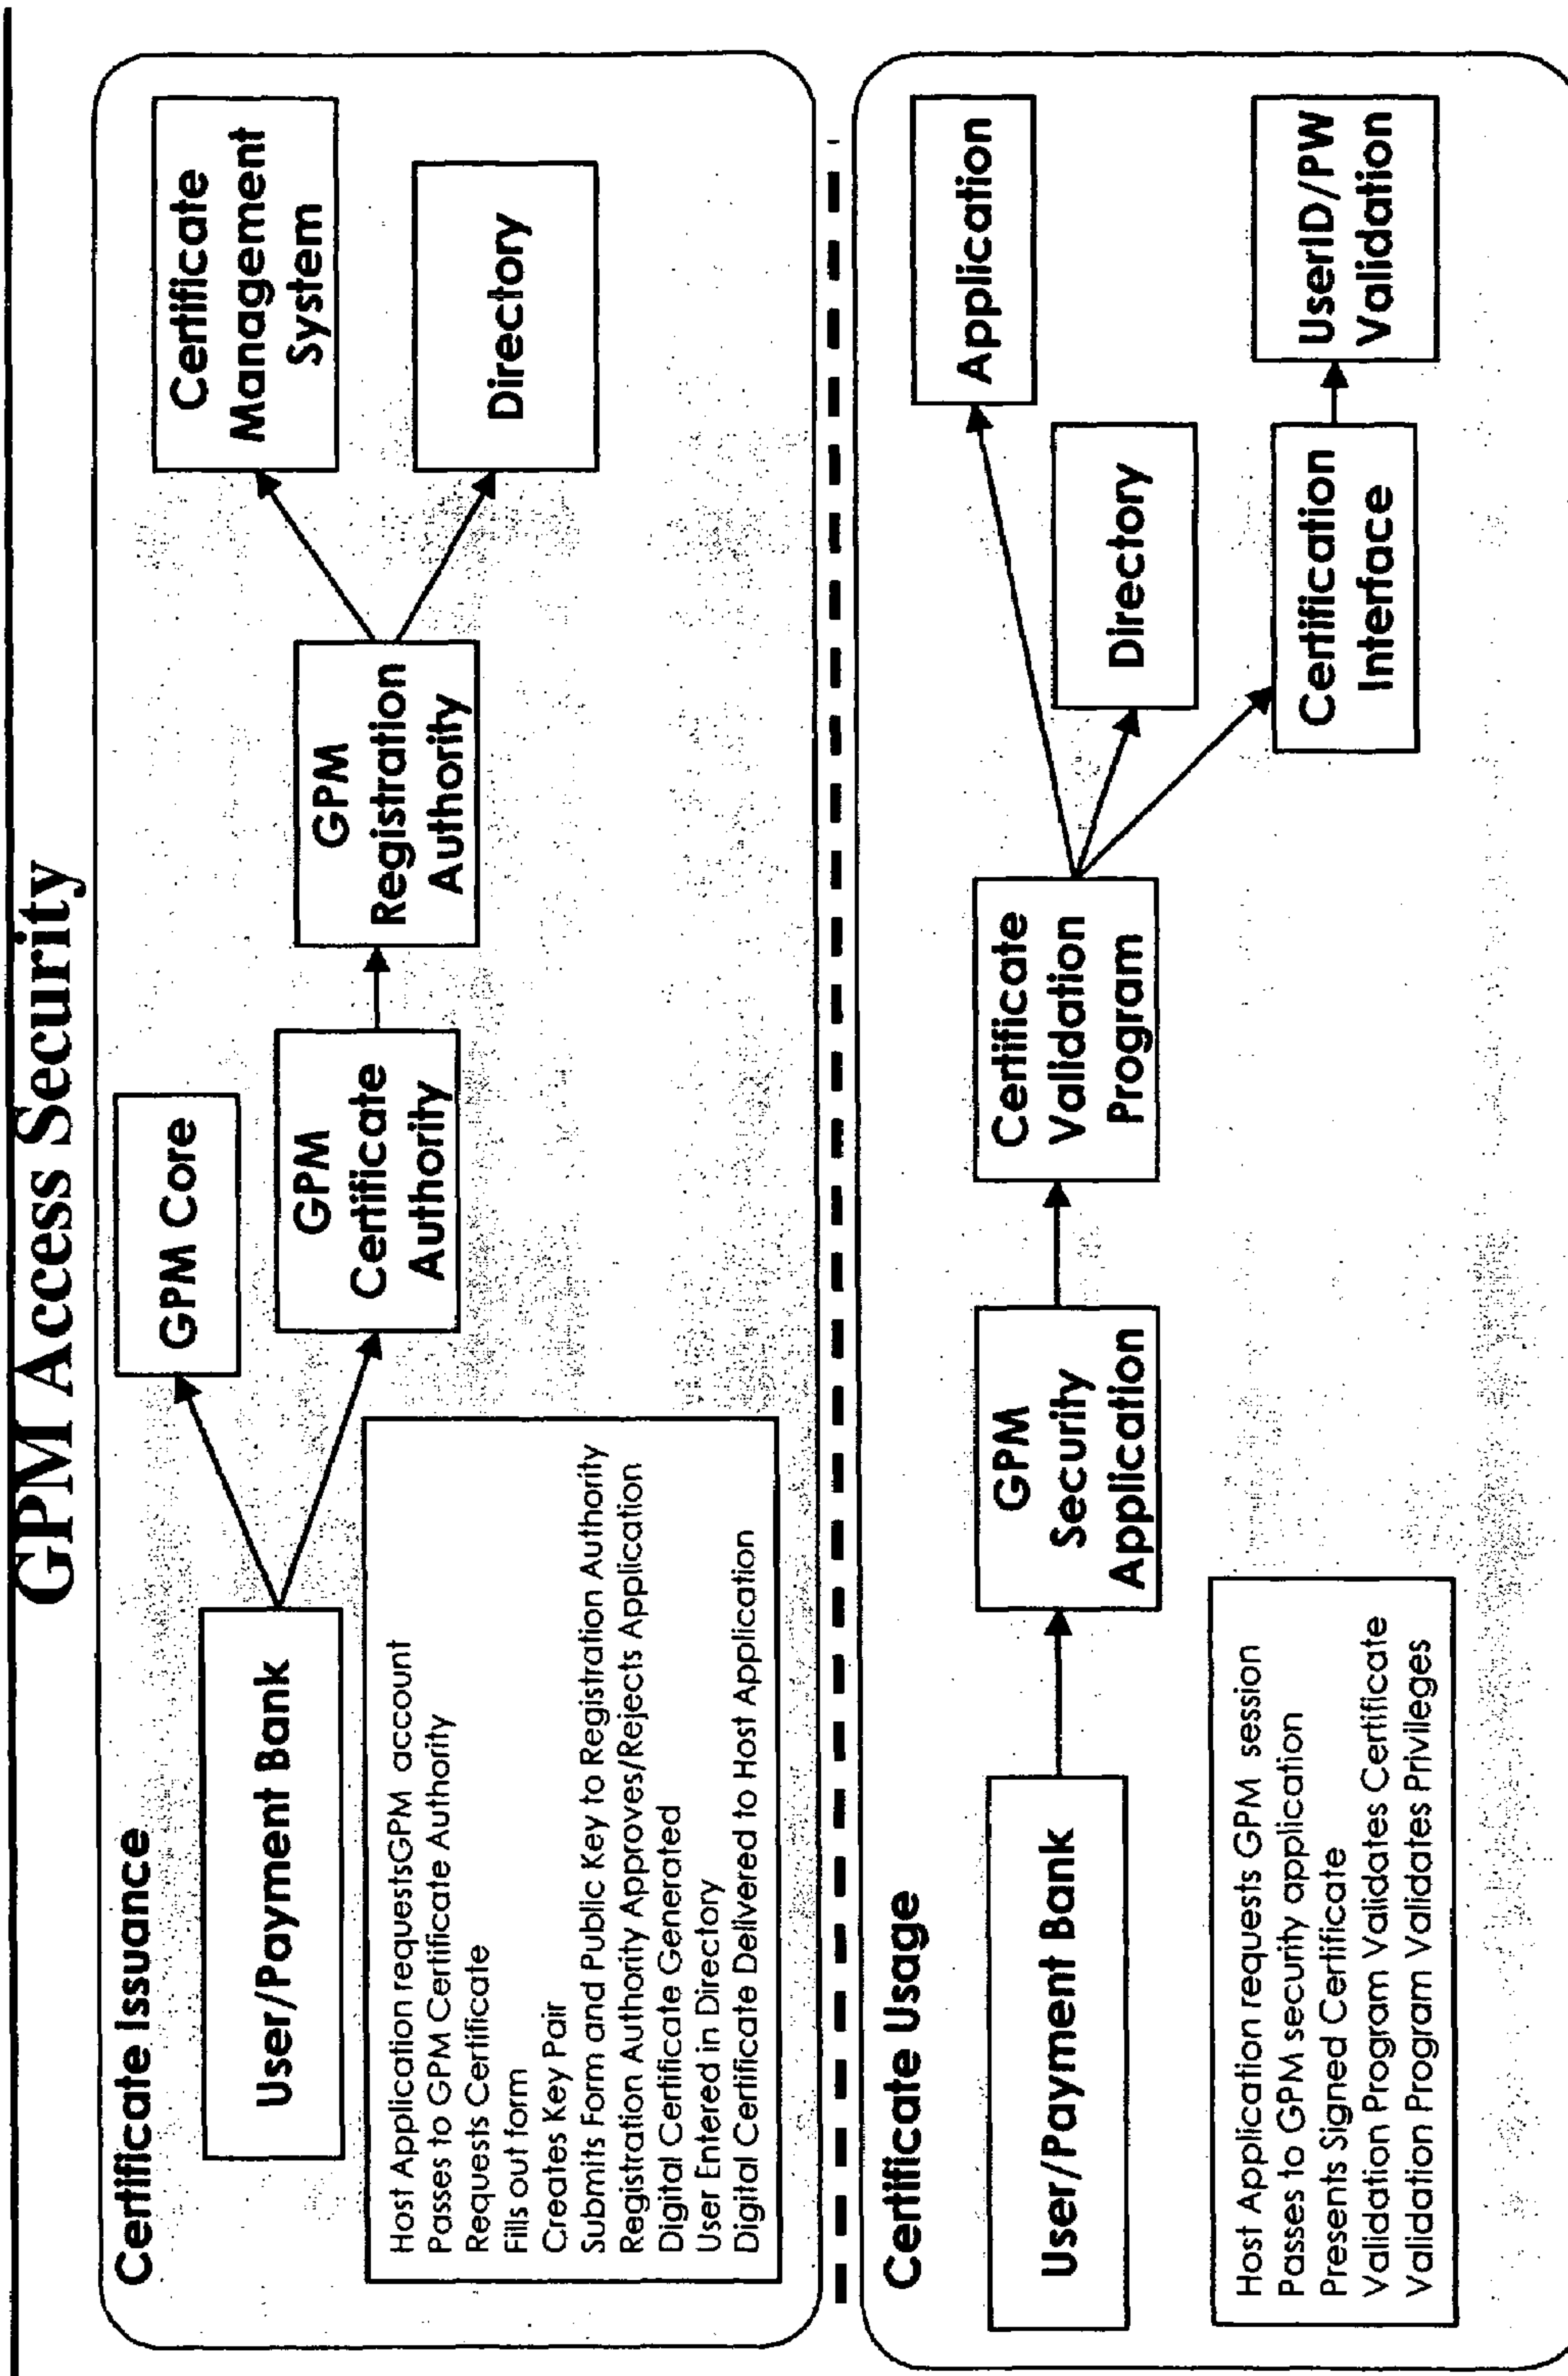 GPM Access Security
Certificate Issuance
User/Payment Bank
GPM Core
GPM
Certificate
Authority
GPM
Registration
Authority
Certificate
Management
System
Directory
Host Application requestsGPM account
Passes to GPM Certificate Authority
Requests Certificate
Fills out form
Creates Key Pair
Submits Form and Public Key to Registration Authority
Registration Authority Approves/Rejects Application
Digital Certificate Generated
User Entered in Directory
Digital Certificate Delivered to Host Application
Certificate Usage
User/Payment Bank
GPM
Security
Application
Certificate
Validation
Program
Application
Directory
Certification
Interface
UserID/PW
Validation
Host Application requests GPM session
Passes to GPM security application
Presents Signed Certificate
Validation Program Validates Certificate
Validation Program Validates Privileges